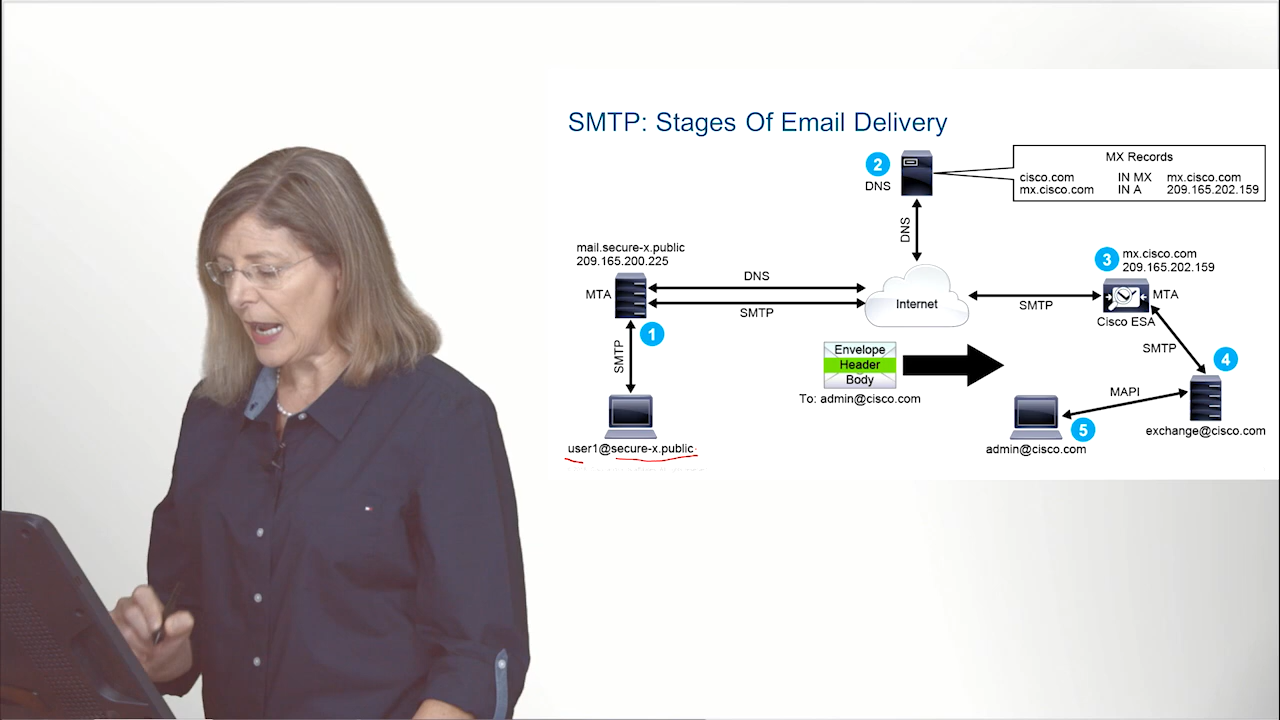 SMTP: Stages Of Email Delivery
2
DNS
MX Records
cisco.com IN MX mx.cisco.com
mx.cisco.com IN A 209.165.202.159
DNS
mail.secure-x.public
209.165.200.225
MTA
DNS
SMTP
Internet
SMTP
3
mx.cisco.com
209.165.202.159
MTA
Cisco ESA
1
SMTP
SMTP
4
Envelope
Header
Body
To: admin@cisco.com
MAPI
5
user1@secure-x.public
admin@cisco.com
exchange@cisco.com